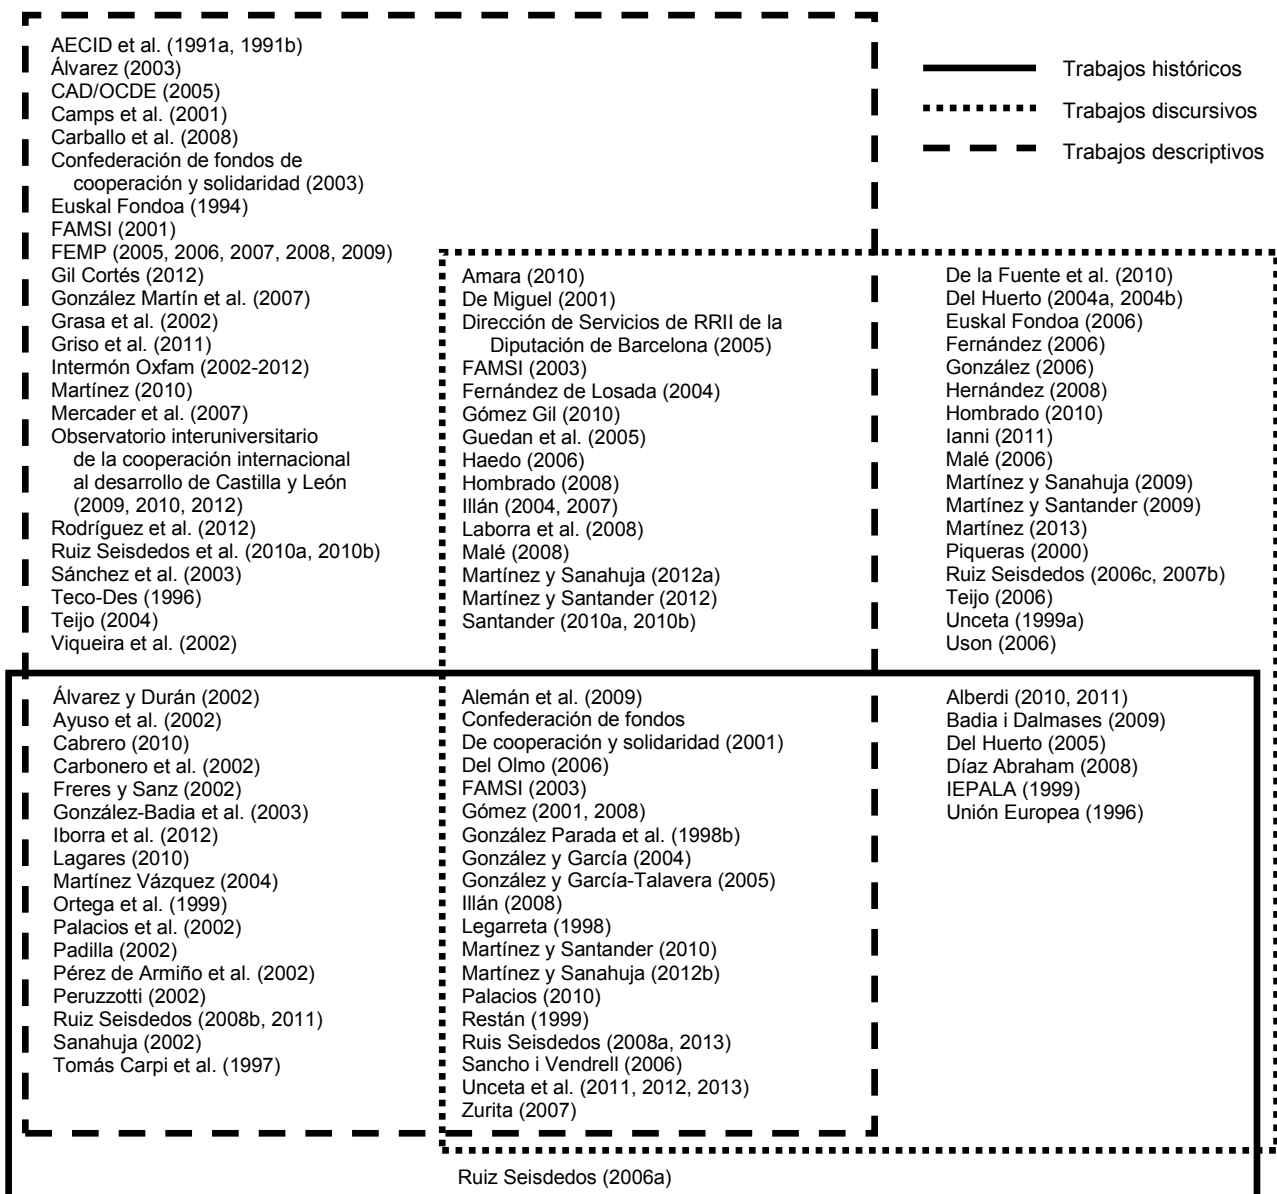 AECID et al. (1991a, 1991b)
Álvarez (2003)
CAD/OCDE (2005)
Camps et al. (2001)
Carballo et al. (2008)
Confederación de fondos de
cooperación y solidaridad (2003)
Euskal Fondoa (1994)
FAMSI (2001)
FEMP (2005, 2006, 2007, 2008, 2009)
Gil Cortés (2012)
González Martín et al. (2007)
Grasa et al. (2002)
Griso et al. (2011)
Intermón Oxfam (2002-2012)
Martínez (2010)
Mercader et al. (2007)
Observatorio interuniversitario
de la cooperación internacional
al desarrollo de Castilla y León
(2009, 2010, 2012)
Rodríguez et al. (2012)
Ruiz Seisdedos et al. (2010a, 2010b)
Sánchez et al. (2003)
Teco-Des (1996)
Teijo (2004)
Viqueira et al. (2002)
Trabajos históricos
Trabajos discursivos
Trabajos descriptivos
Amara (2010)
De Miguel (2001)
Dirección de Servicios de RRII de la
Diputación de Barcelona (2005)
FAMSI (2003)
Fernández de Losada (2004)
Gómez Gil (2010)
Guedan et al. (2005)
Haedo (2006)
Hombrado (2008)
Illán (2004, 2007)
Laborra et al. (2008)
Malé (2008)
Martínez y Sanahuja (2012a)
Martínez y Santander (2012)
Santander (2010a, 2010b)
De la Fuente et al. (2010)
Del Huerto (2004a, 2004b)
Euskal Fondoa (2006)
Fernández (2006)
González (2006)
Hernández (2008)
Hombrado (2010)
Ianni (2011)
Malé (2006)
Martínez y Sanahuja (2009)
Martínez y Santander (2009)
Martínez (2013)
Piqueras (2000)
Ruiz Seisdedos (2006c, 2007b)
Teijo (2006)
Unceta (1999a)
Uson (2006)
Álvarez y Durán (2002)
Ayuso et al. (2002)
Cabrero (2010)
Carbonero et al. (2002)
Freres y Sanz (2002)
González-Badia et al. (2003)
Iborra et al. (2012)
Lagares (2010)
Martínez Vázquez (2004)
Ortega et al. (1999)
Palacios et al. (2002)
Padilla (2002)
Pérez de Armiño et al. (2002)
Peruzzotti (2002)
Ruiz Seisdedos (2008b, 2011)
Sanahuja (2002)
Tomás Carpi et al. (1997)
Alemán et al. (2009)
Confederación de fondos
De cooperación y solidaridad (2001)
Del Olmo (2006)
FAMSI (2003)
Gómez (2001, 2008)
González Parada et al. (1998b)
González y García (2004)
González y García-Talavera (2005)
Illán (2008)
Legarreta (1998)
Martínez y Santander (2010)
Martínez y Sanahuja (2012b)
Palacios (2010)
Restán (1999)
Ruis Seisdedos (2008a, 2013)
Sancho i Vendrell (2006)
Unceta et al. (2011, 2012, 2013)
Zurita (2007)
Alberdi (2010, 2011)
Badia i Dalmases (2009)
Del Huerto (2005)
Díaz Abraham (2008)
IEPALA (1999)
Unión Europea (1996)
Ruiz Seisdedos (2006a)